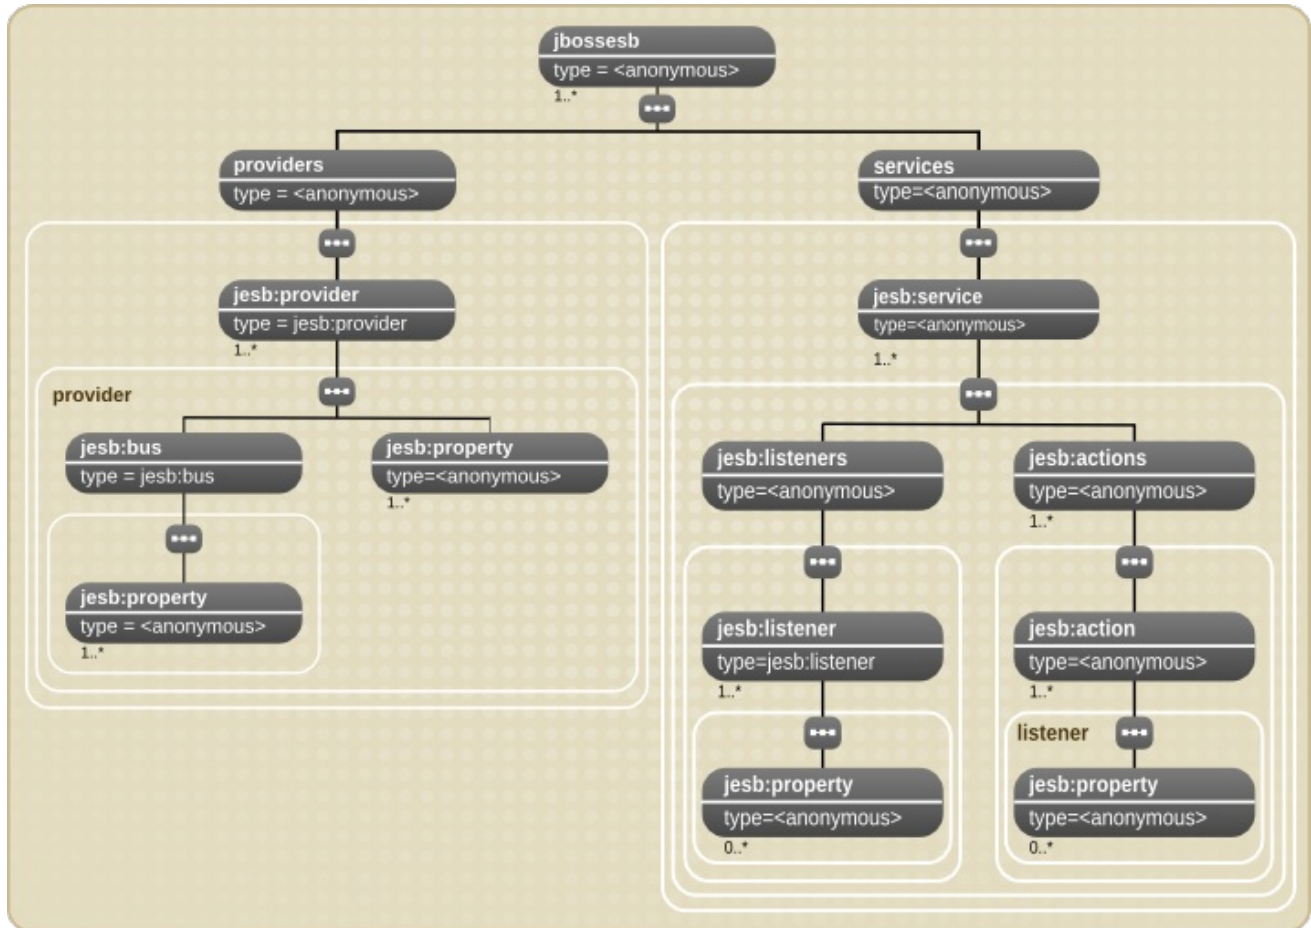 jbossesb
type = <anonymous>
1..*
providers
type = <anonymous>
services
type=<anonymous>
jesb:provider
type = jesb:provider
1..*
jesb:service
type=<anonymous>
1..*
provider
jesb:bus
type = jesb:bus
jesb:property
type=<anonymous>
1..*
jesb:property
type = <anonymous>
1..*
jesb:listeners
type=<anonymous>
jesb:actions
type=<anonymous>
1..*
jesb:listener
type=jesb:listener
1..*
jesb:action
type=<anonymous>
1..*
jesb:property
type=<anonymous>
0..*
listener
jesb:property
type=<anonymous>
0..*